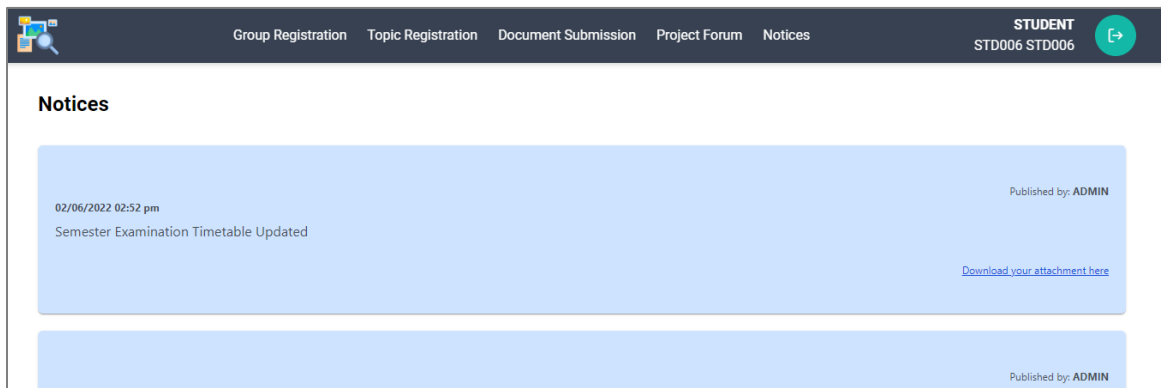 Group Registration Topic Registration Document Submission Project Forum Notices
STUDENT
STD006 STD006
Notices
Published by: ADMIN
02/06/2022 02:52 pm
Semester Examination Timetable Updated
Download your attachment here
Published by: ADMIN